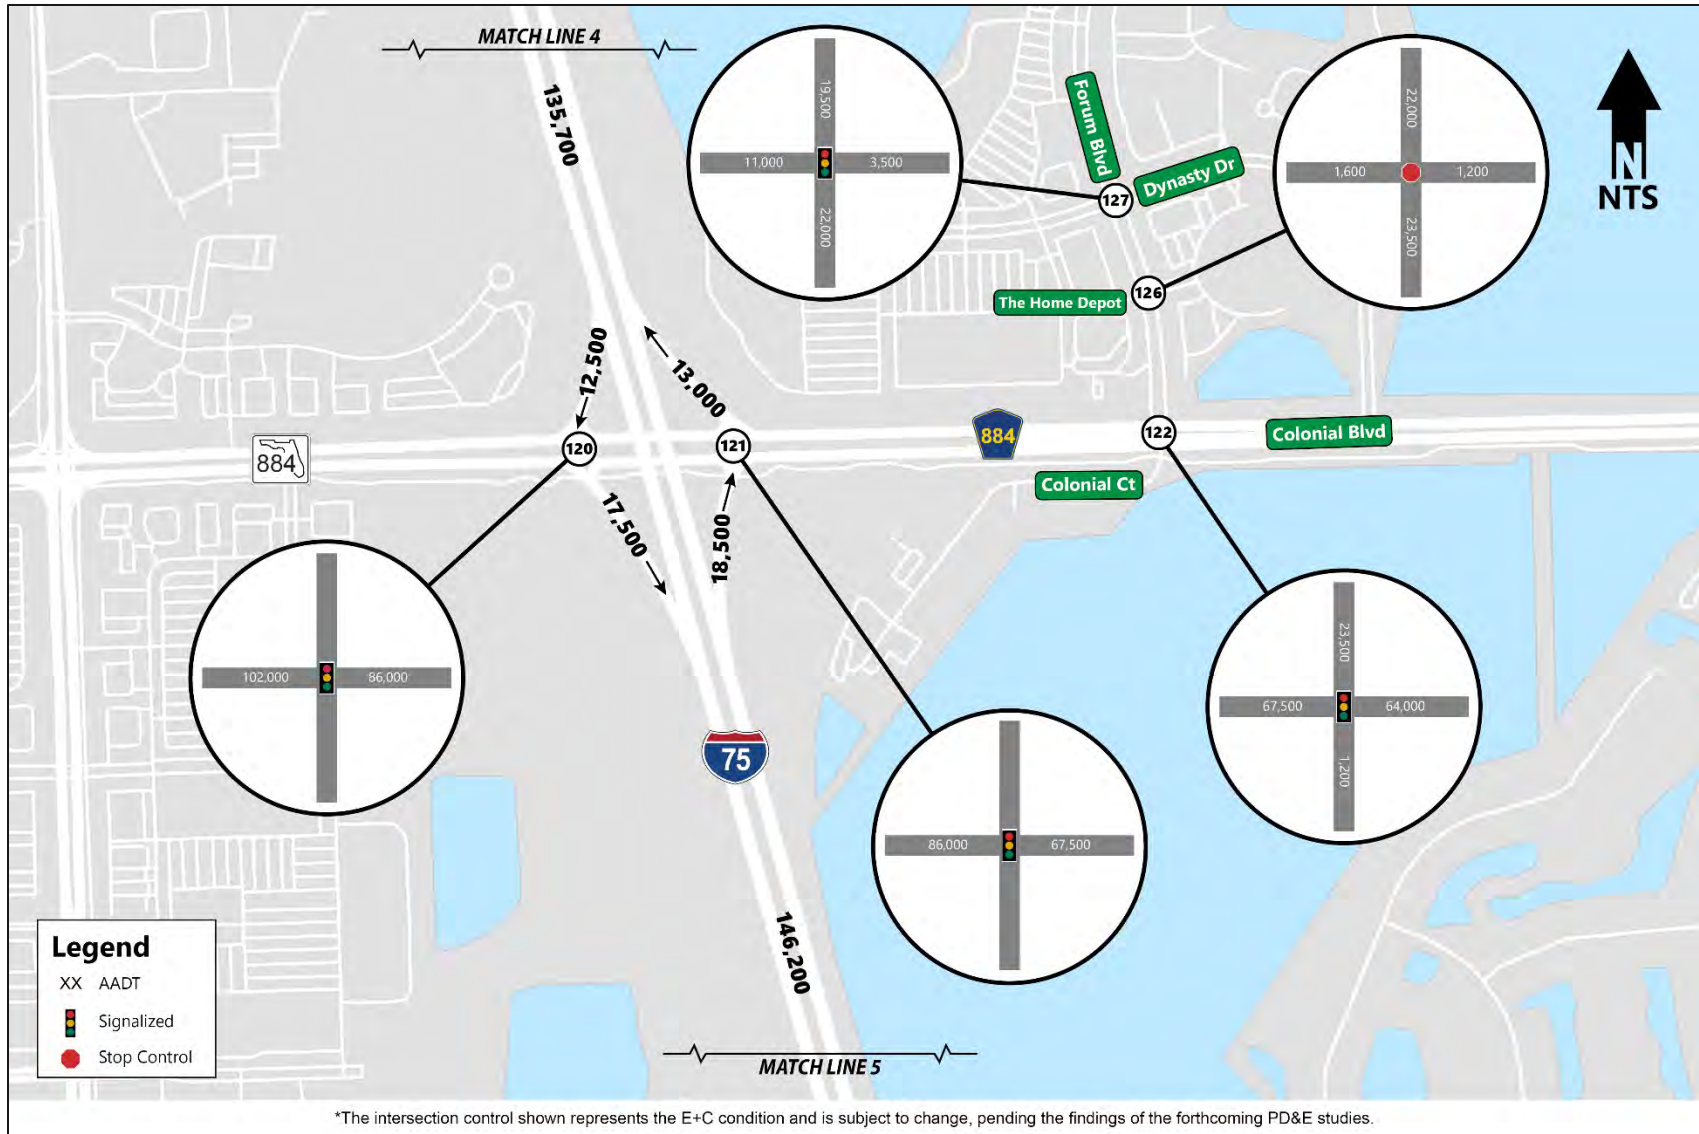 MATCH LINE 4
135,700
19,500
11,000
3,500
22,000
Forum Blvd
Dynasty Dr
127
22,000
1,600
1,200
23,500
N
NTS
The Home Depot
126
12,500
13,000
884
120
121
884
122
Colonial Blvd
Colonial Ct
17,500
18,500
102,000
86,000
75
86,000
67,500
23,500
67,500
64,000
1,200
146,200
MATCH LINE 5
Legend
XX AADT
Signalized
Stop Control
*The intersection control shown represents the E+C condition and is subject to change, pending the findings of the forthcoming PD&E studies.